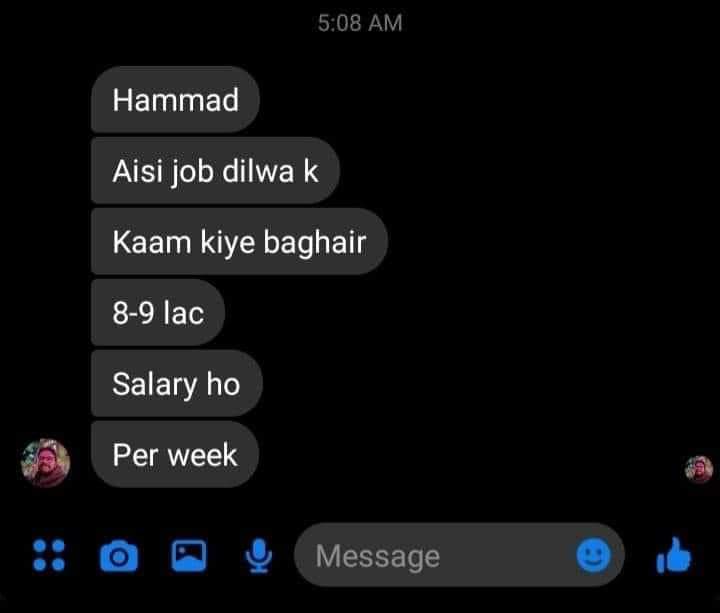 5:08 AM
Hammad
Aisi job dilwa k
Kaam kiye baghair
8-9 lac
Salary ho
Per week
Message